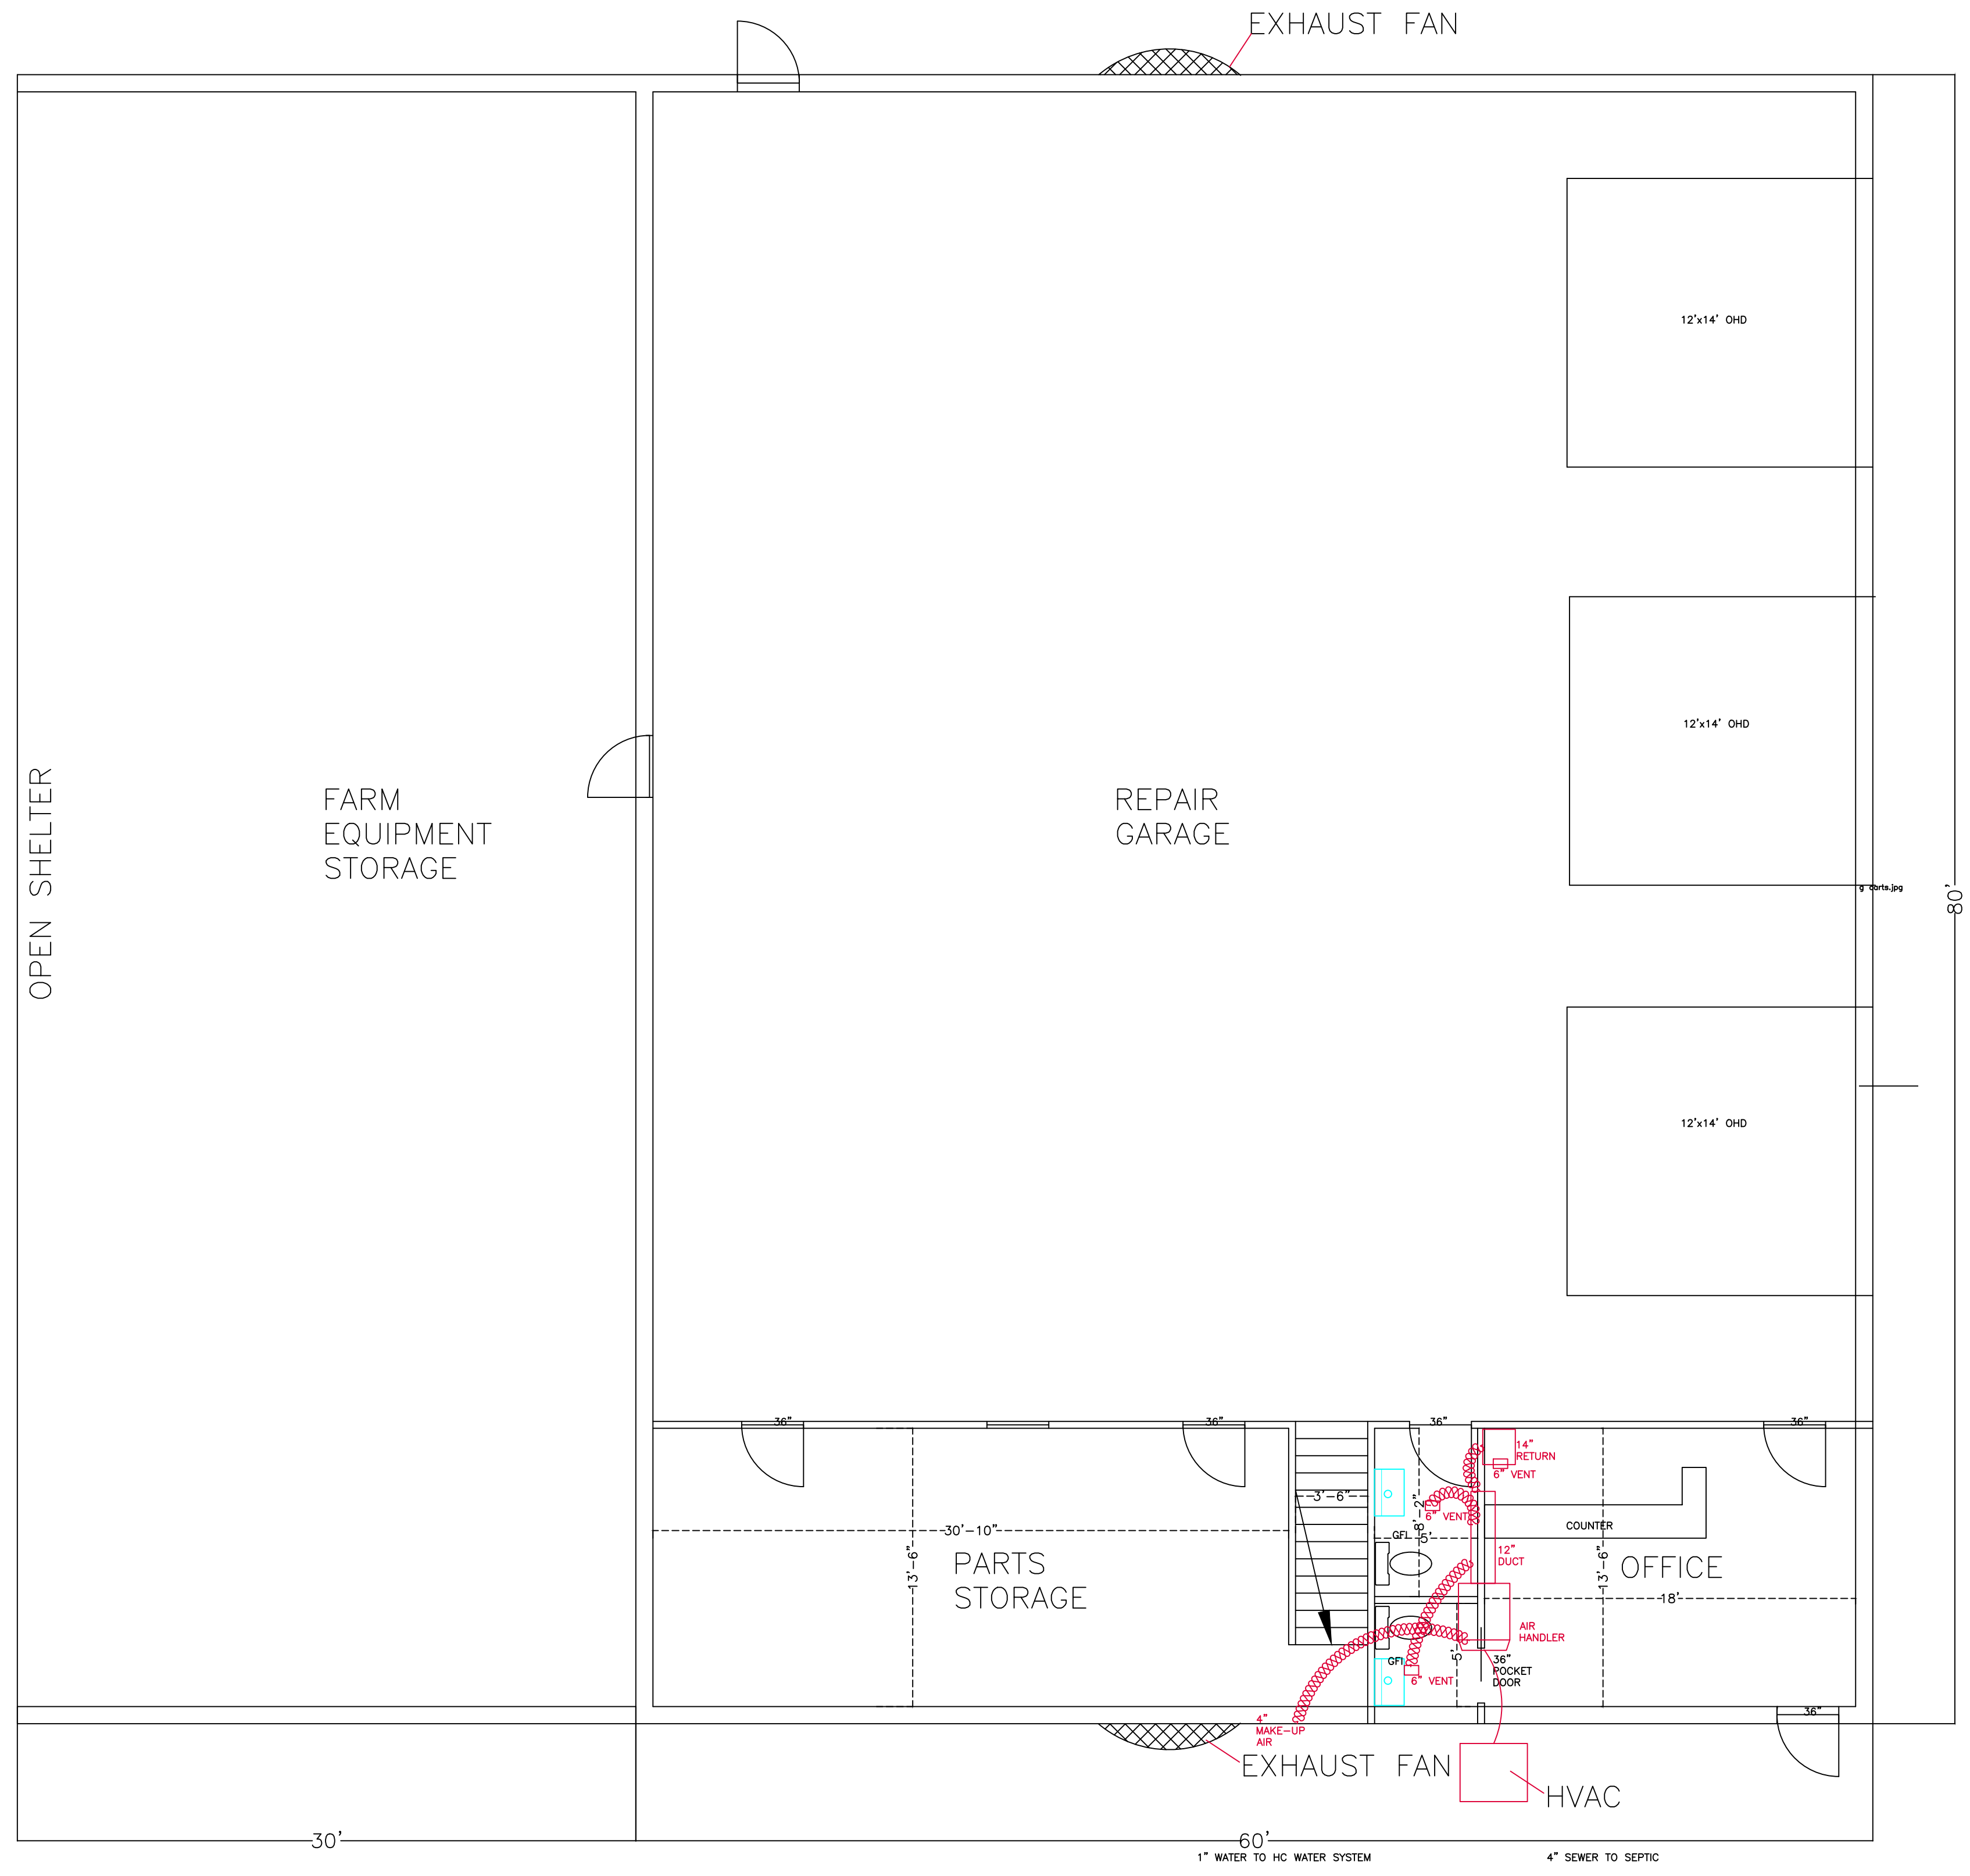 EXHAUST FAN
12'x14' OHD
12'x14' OHD
OPEN SHELTER
FARM
EQUIPMENT
STORAGE
REPAIR
GARAGE
80'
12'x14' OHD
36"
36"
36"
36"
14"
RETURN
6" VENT
3'-6"
8'-2"
6" VENT
COUNTER
30'-10"
GFI
5'
13'-6"
PARTS
STORAGE
12"
DUCT
13'-6"
OFFICE
18'
AIR
HANDLER
5'
GFI
36"
POCKET
DOOR
6" VENT
36"
4"
MAKE-UP
AIR
EXHAUST FAN
HVAC
30'
60'
1" WATER TO HC WATER SYSTEM
4" SEWER TO SEPTIC